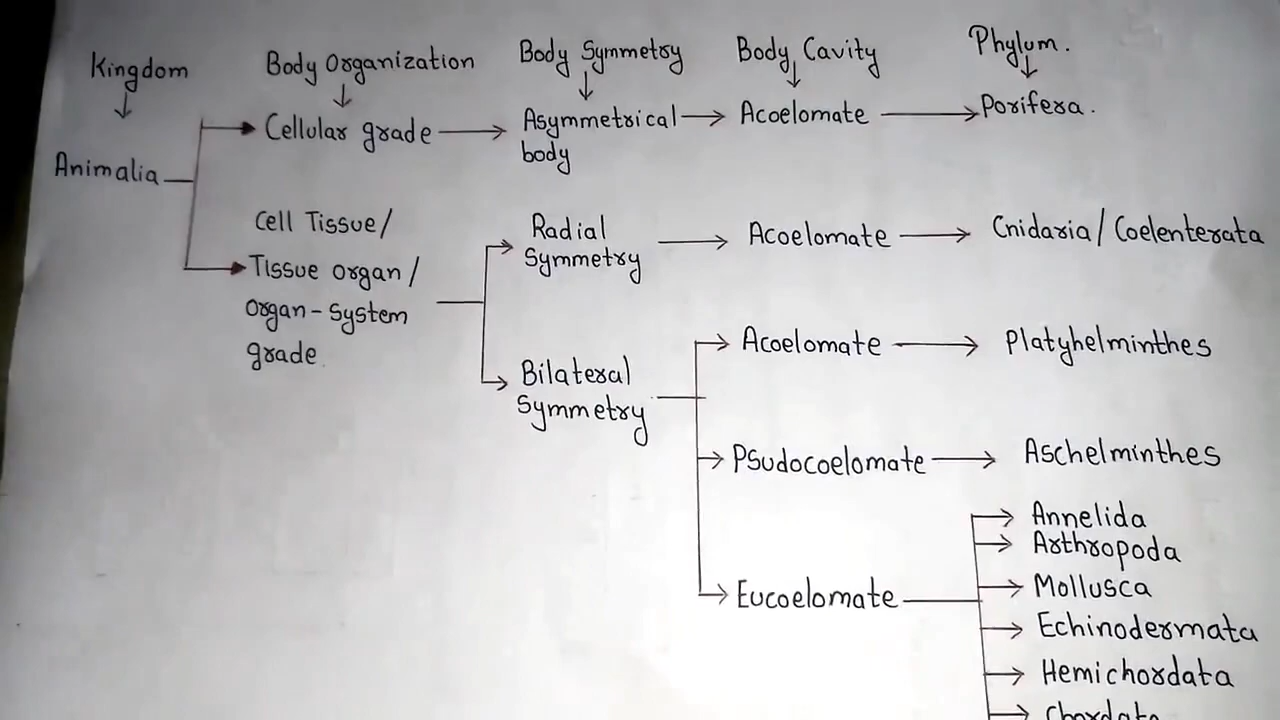 Kingdom
Body Organization
Body Symmetry
Body Cavity
Phylum.
Animalia
Cellular grade
Asymmetrical
body
Acoelomate
Porifera.
Cell Tissue/
Tissue organ/
Organ-System
grade
Radial
Symmetry
Acoelomate
Cnidaria/Coelenterata
Bilateral
Symmetry
Acoelomate
Platyhelminthes
Psudocoelomate
Aschelminthes
Eucoelomate
Annelida
Arthropoda
Mollusca
Echinodermata
Hemichordata
Chordata